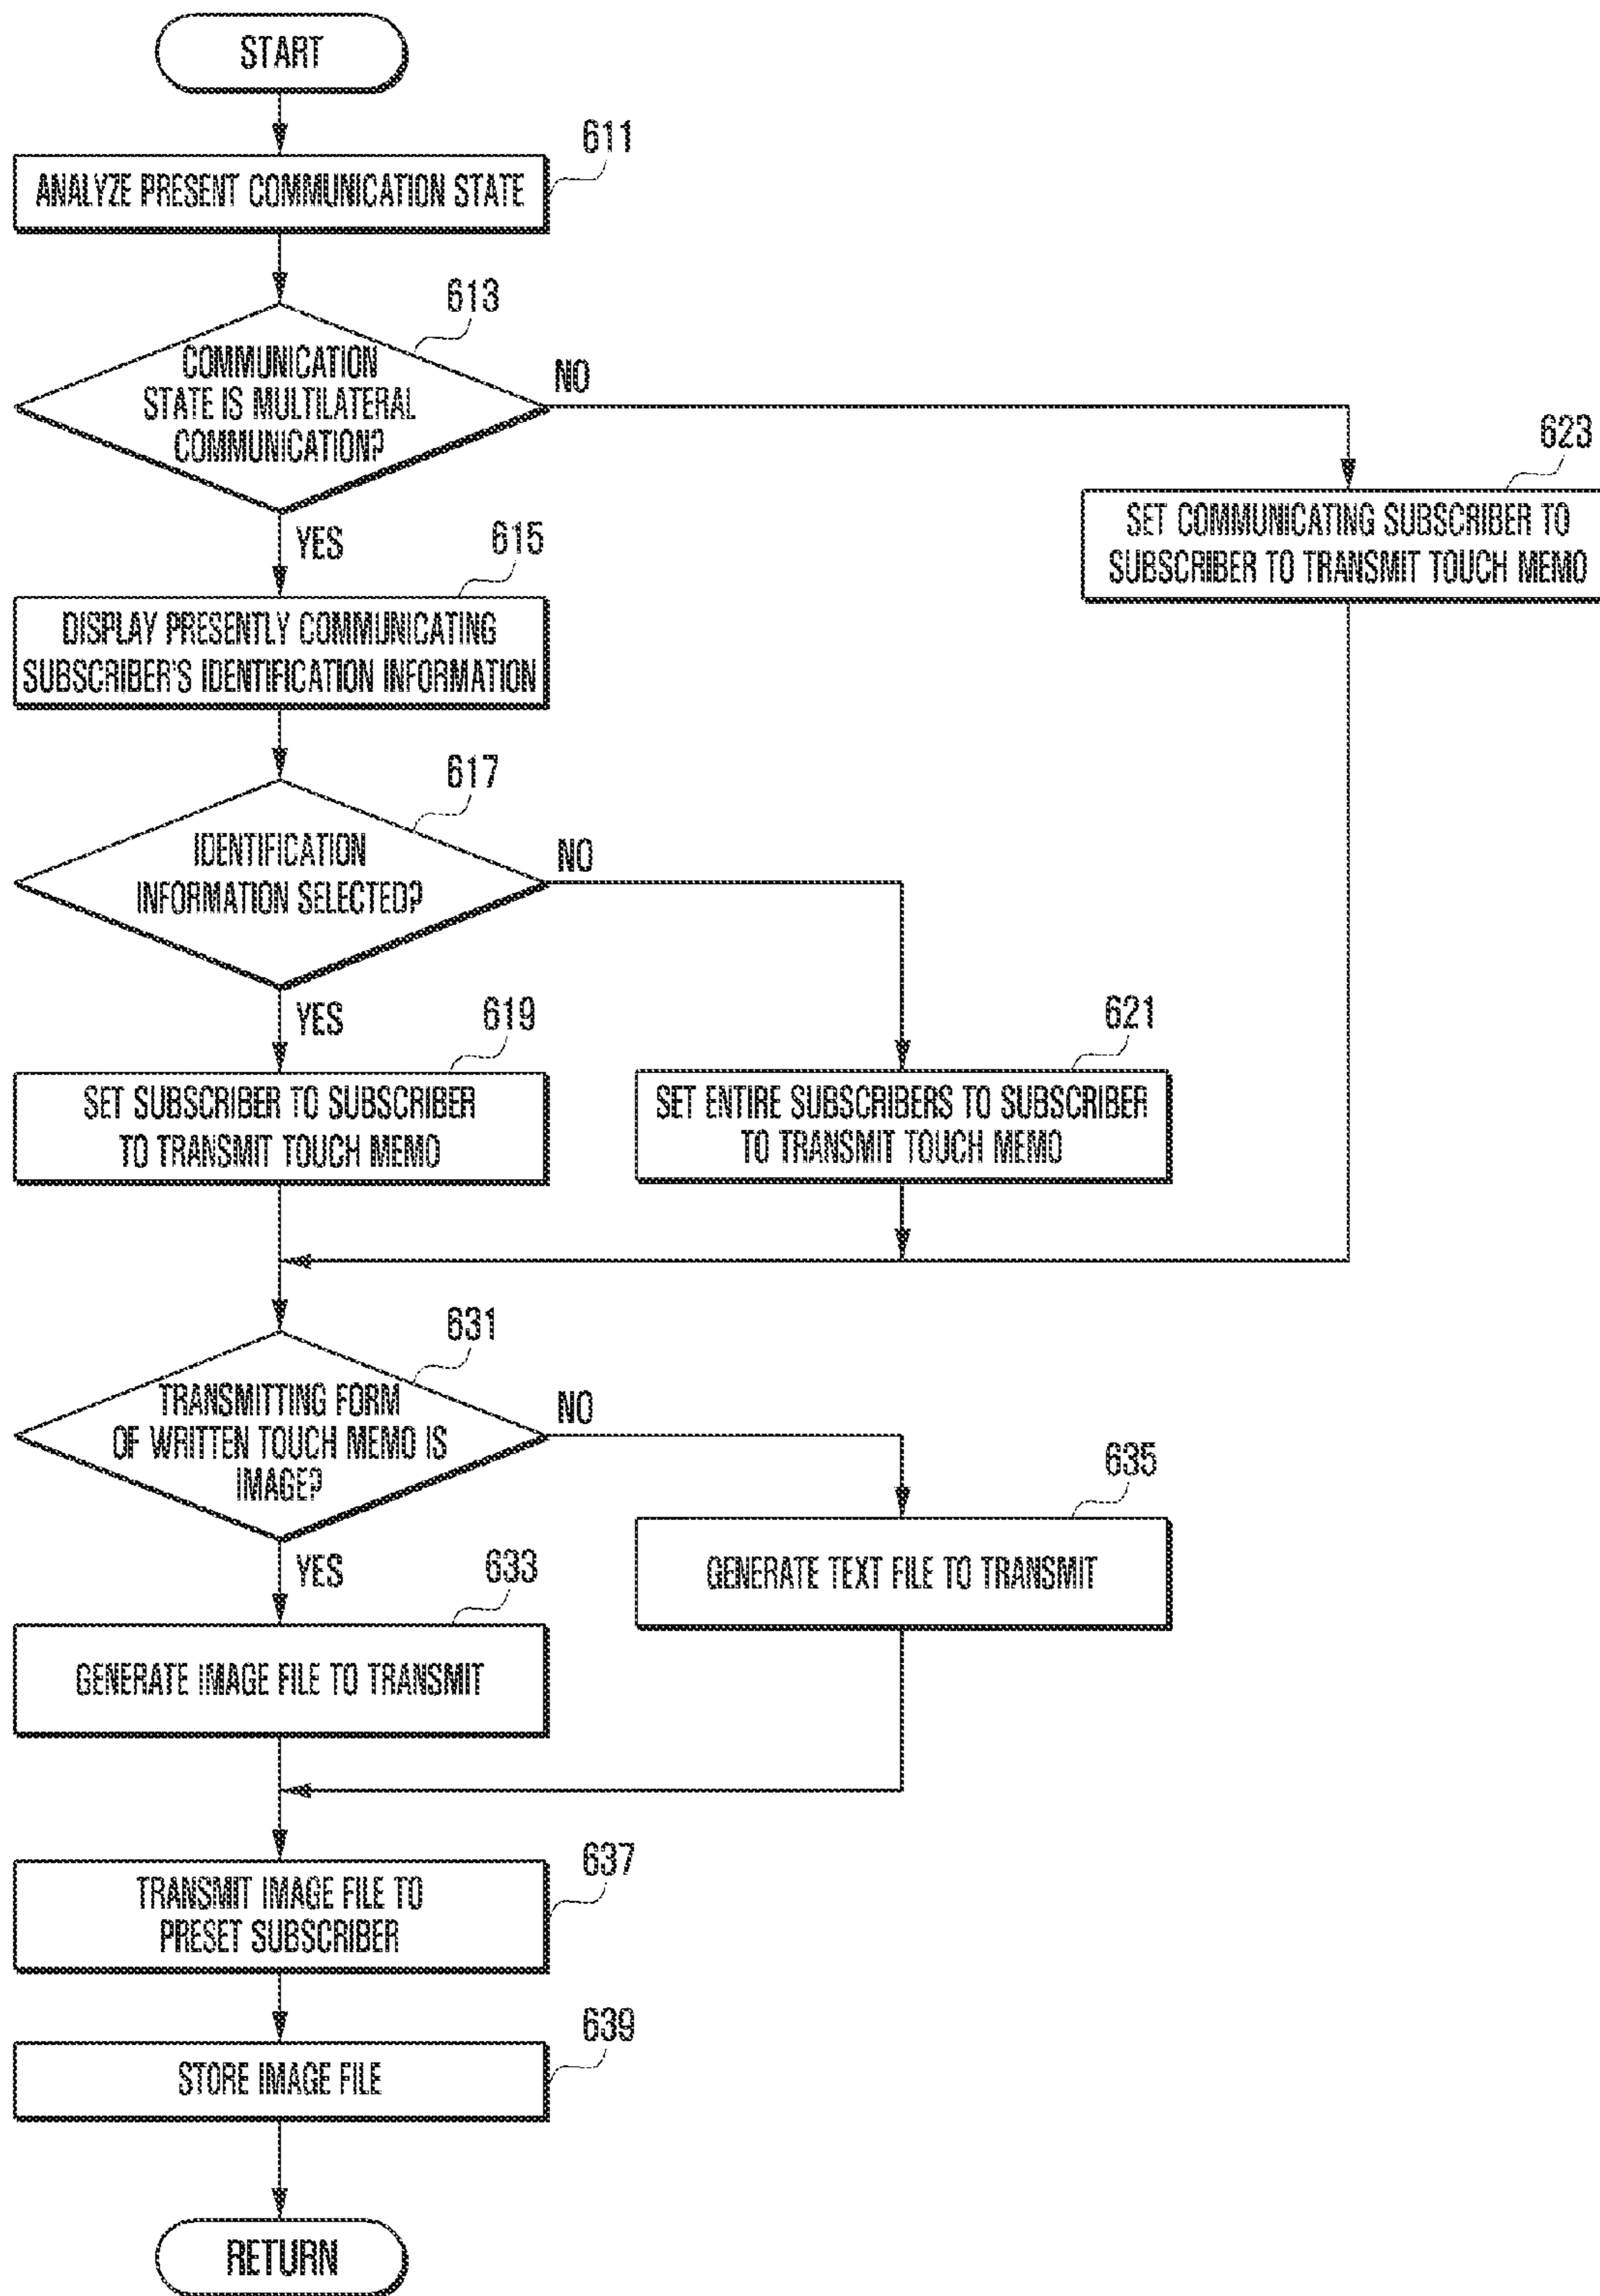 START
611
ANALYZE PRESENT COMMUNICATION STATE
613
COMMUNICATION
STATE IS MULTILATERAL
COMMUNICATION?
NO
YES
623
SET COMMUNICATING SUBSCRIBER TO
SUBSCRIBER TO TRANSMIT TOUCH MEMO
615
DISPLAY PRESENTLY COMMUNICATING
SUBSCRIBER'S IDENTIFICATION INFORMATION
617
IDENTIFICATION
INFORMATION SELECTED?
NO
YES
619
SET SUBSCRIBER TO SUBSCRIBER
TO TRANSMIT TOUCH MEMO
621
SET ENTIRE SUBSCRIBERS TO SUBSCRIBER
TO TRANSMIT TOUCH MEMO
631
TRANSMITTING FORM
OF WRITTEN TOUCH MEMO IS
IMAGE?
NO
YES
635
GENERATE TEXT FILE TO TRANSMIT
633
GENERATE IMAGE FILE TO TRANSMIT
637
TRANSMIT IMAGE FILE TO
PRESET SUBSCRIBER
639
STORE IMAGE FILE
RETURN